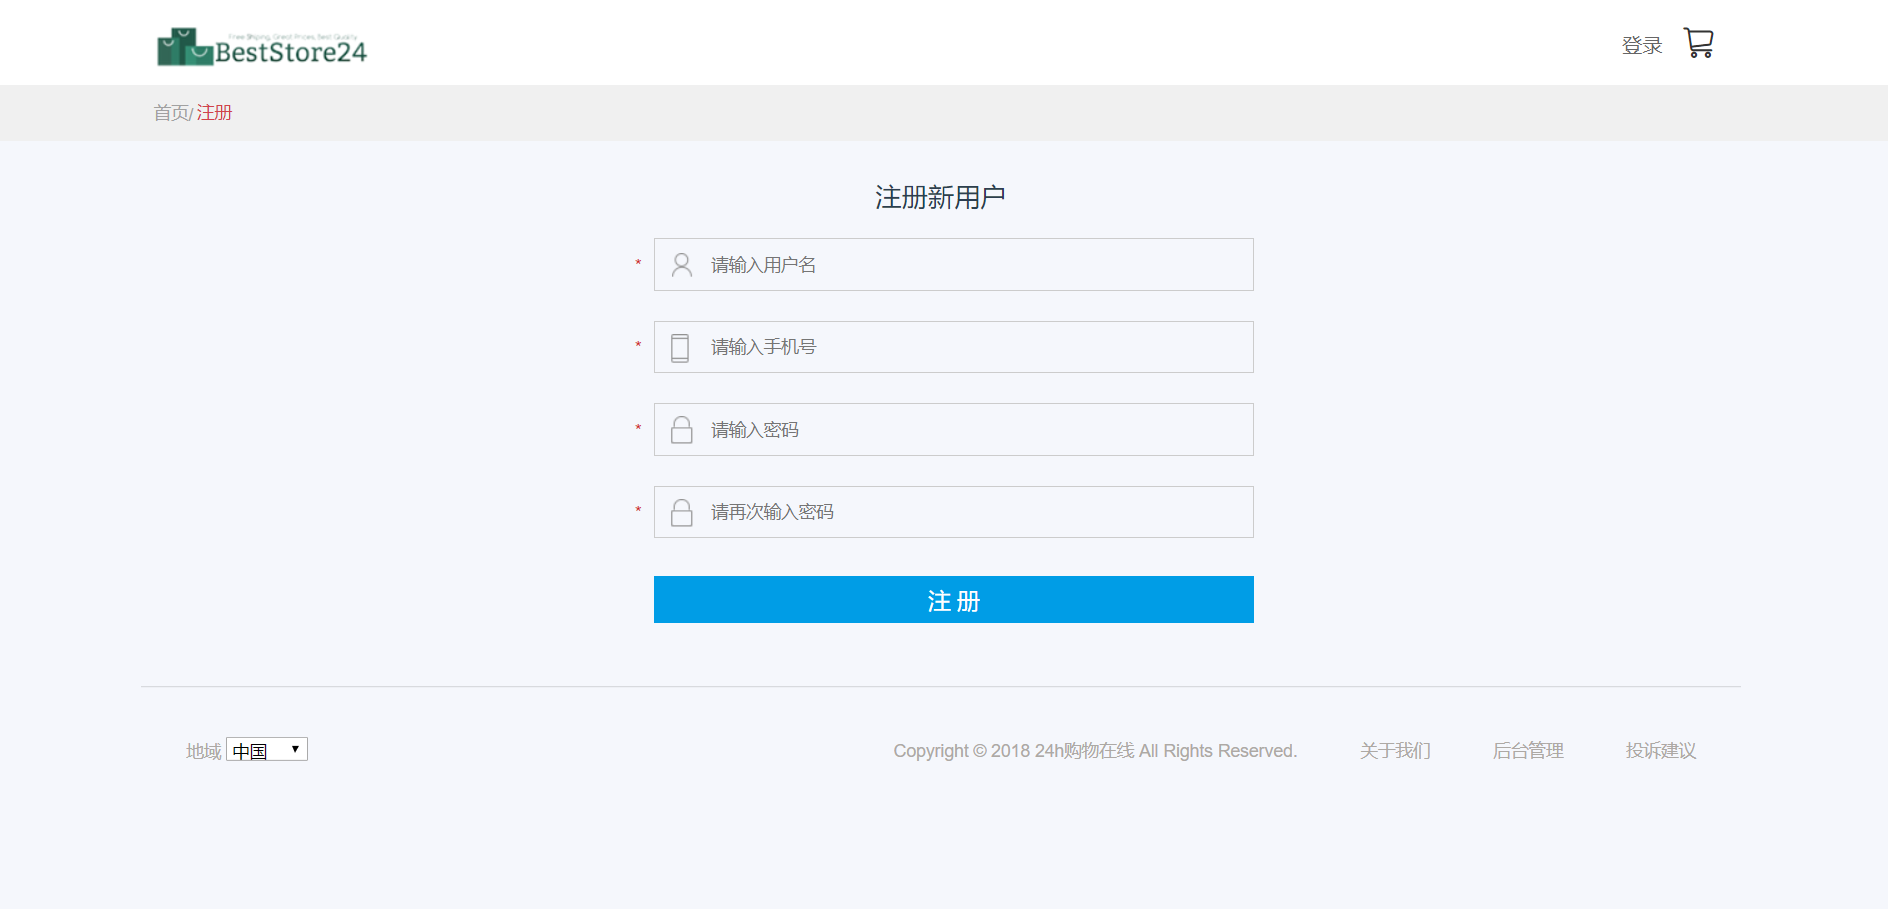 Free Shiping, Great Prices, Best Quality
BestStore24
登录
首页/ 注册
注册新用户
* 请输入用户名
* 请输入手机号
* 请输入密码
* 请再次输入密码
注 册
地域 中国 Copyright © 2018 24h购物在线 All Rights Reserved. 关于我们 后台管理 投诉建议